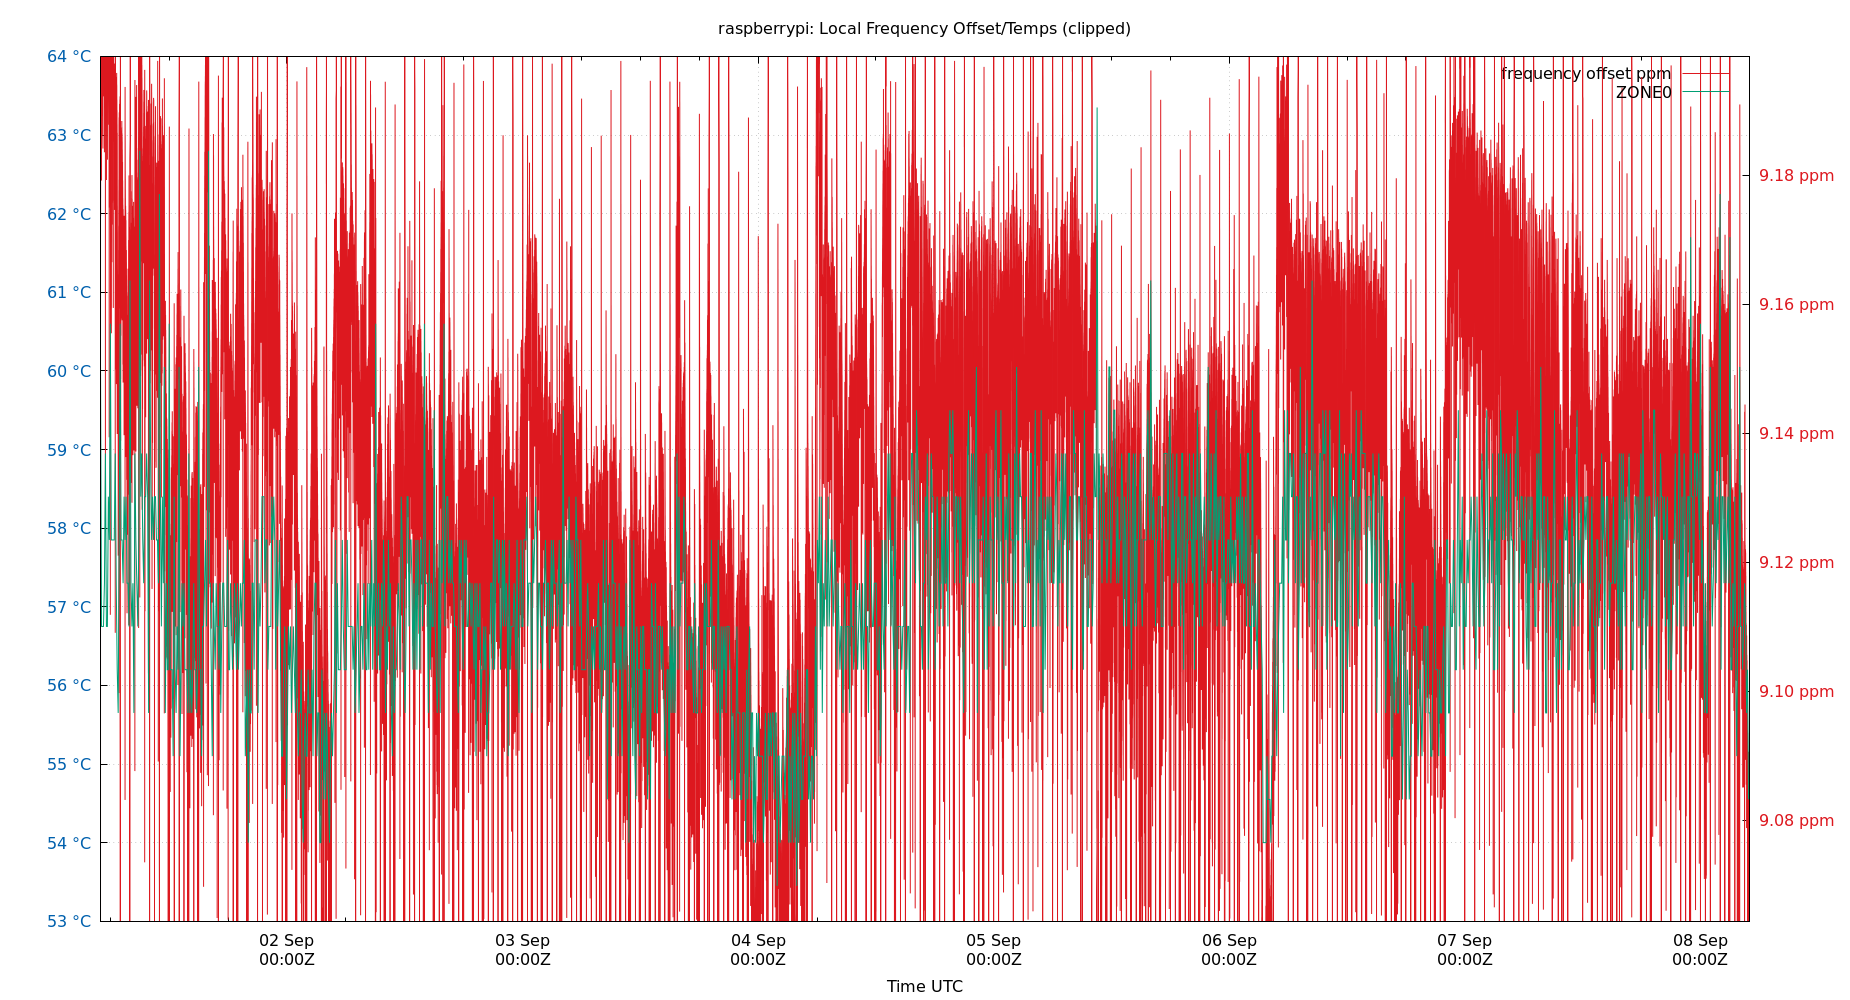 raspberrypi: Local Frequency Offset/Temps (clipped)
frequency offset ppm
ZONE0
64 °C
63 °C
62 °C
61 °C
60 °C
59 °C
58 °C
57 °C
56 °C
55 °C
54 °C
53 °C
9.18 ppm
9.16 ppm
9.14 ppm
9.12 ppm
9.10 ppm
9.08 ppm
02 Sep 03 Sep 04 Sep 05 Sep 06 Sep 07 Sep 08 Sep
00:00Z 00:00Z 00:00Z 00:00Z 00:00Z 00:00Z 00:00Z
Time UTC